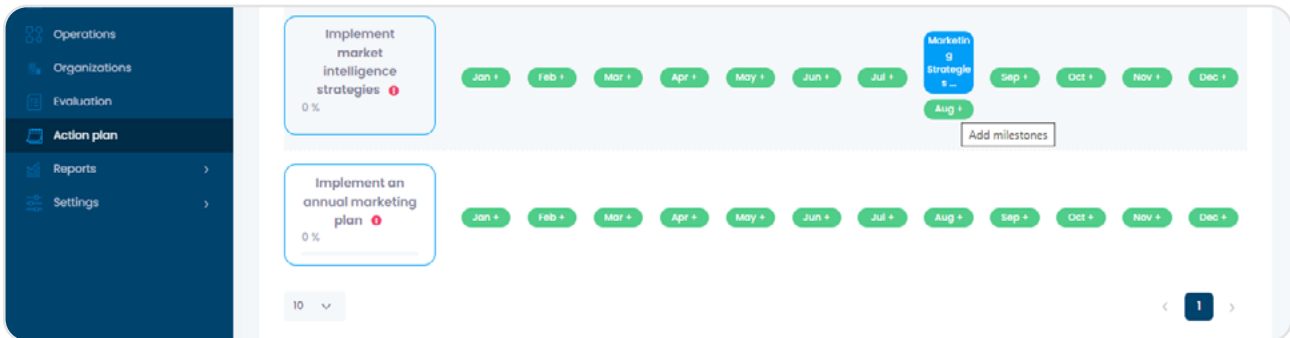 Operations
Organizations
Evaluation
Action plan
Reports
Settings
Implement
market
intelligence
strategies
0 %
Jan + Feb + Mar + Apr + May + Jun + Jul +
Marketin
g
Strategie
s ...
Aug +
Sep + Oct + Nov + Dec +
Add milestones
Implement an
annual marketing
plan
0 %
Jan + Feb + Mar + Apr + May + Jun + Jul + Aug + Sep + Oct + Nov + Dec +
10
1